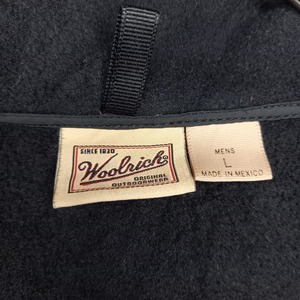 SINCE 1830
Woolrich®
ORIGINAL
OUTDOORWEAR
MENS
L
MADE IN MEXICO